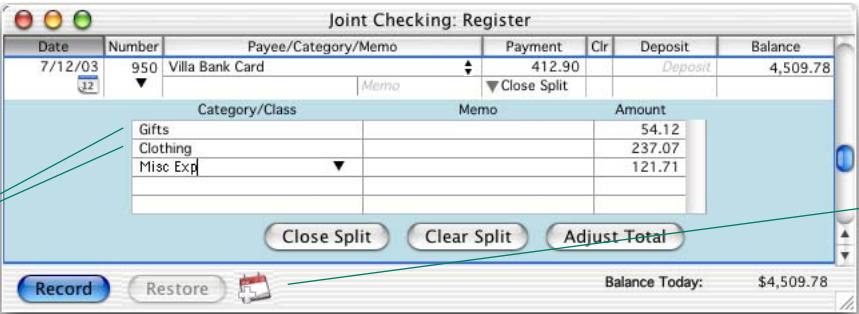 Joint Checking: Register
Date Number Payee/Category/Memo Payment Clr Deposit Balance
7/12/03 950 Villa Bank Card 412.90 Deposit 4,509.78
12 Memo Close Split
Category/Class Memo Amount
Gifts 54.12
Clothing 237.07
Misc Exp 121.71
Close Split Clear Split Adjust Total
Record Restore Balance Today: $4,509.78